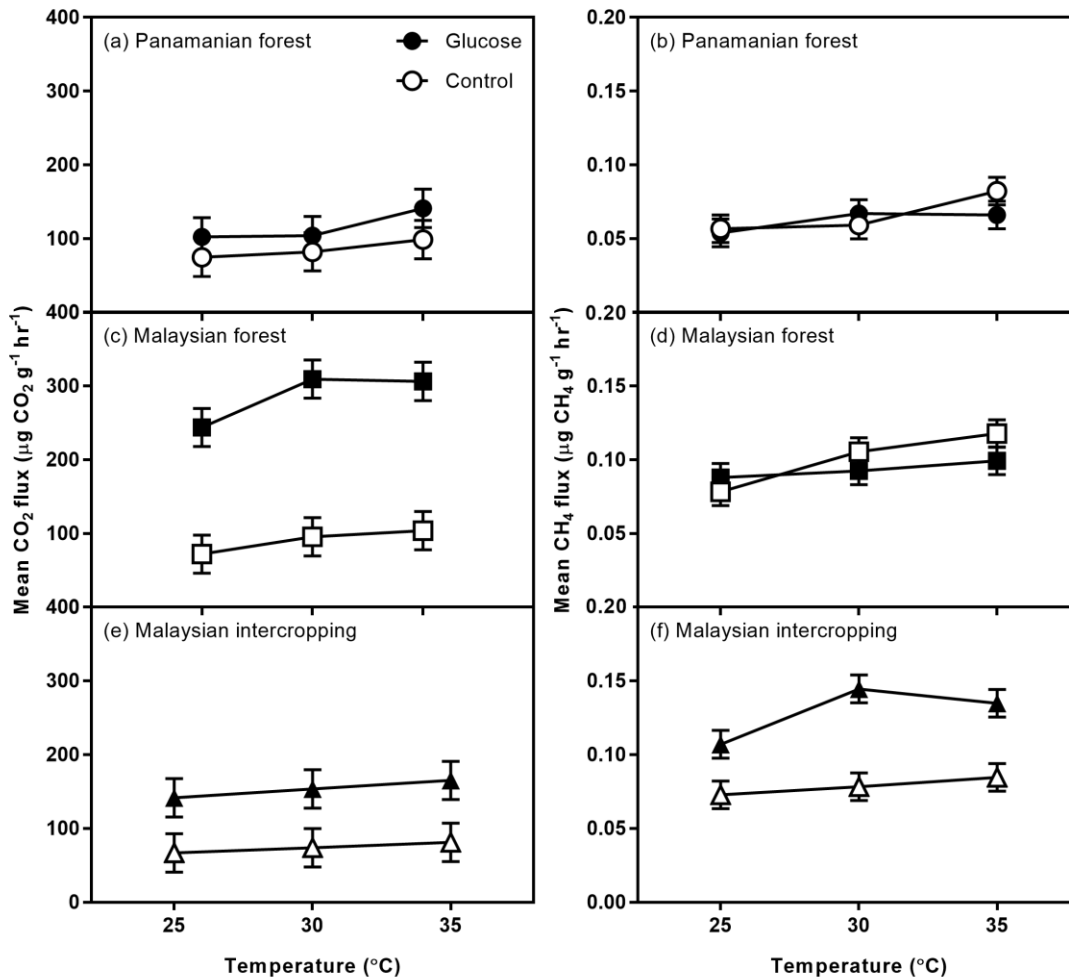 400
300
200
100
(a) Panamanian forest
Glucose
Control
0.20
0.15
0.10
0.05
(b) Panamanian forest
400
300
200
100
(c) Malaysian forest
0.20
0.15
0.10
0.05
(d) Malaysian forest
400
300
200
100
0
(e) Malaysian intercropping
0.20
0.15
0.10
0.05
0.00
(f) Malaysian intercropping
Mean CO₂ flux (µg CO₂ g⁻¹ hr⁻¹)
Mean CH₄ flux (µg CH₄ g⁻¹ hr⁻¹)
25 30 35
25 30 35
Temperature (°C)
Temperature (°C)